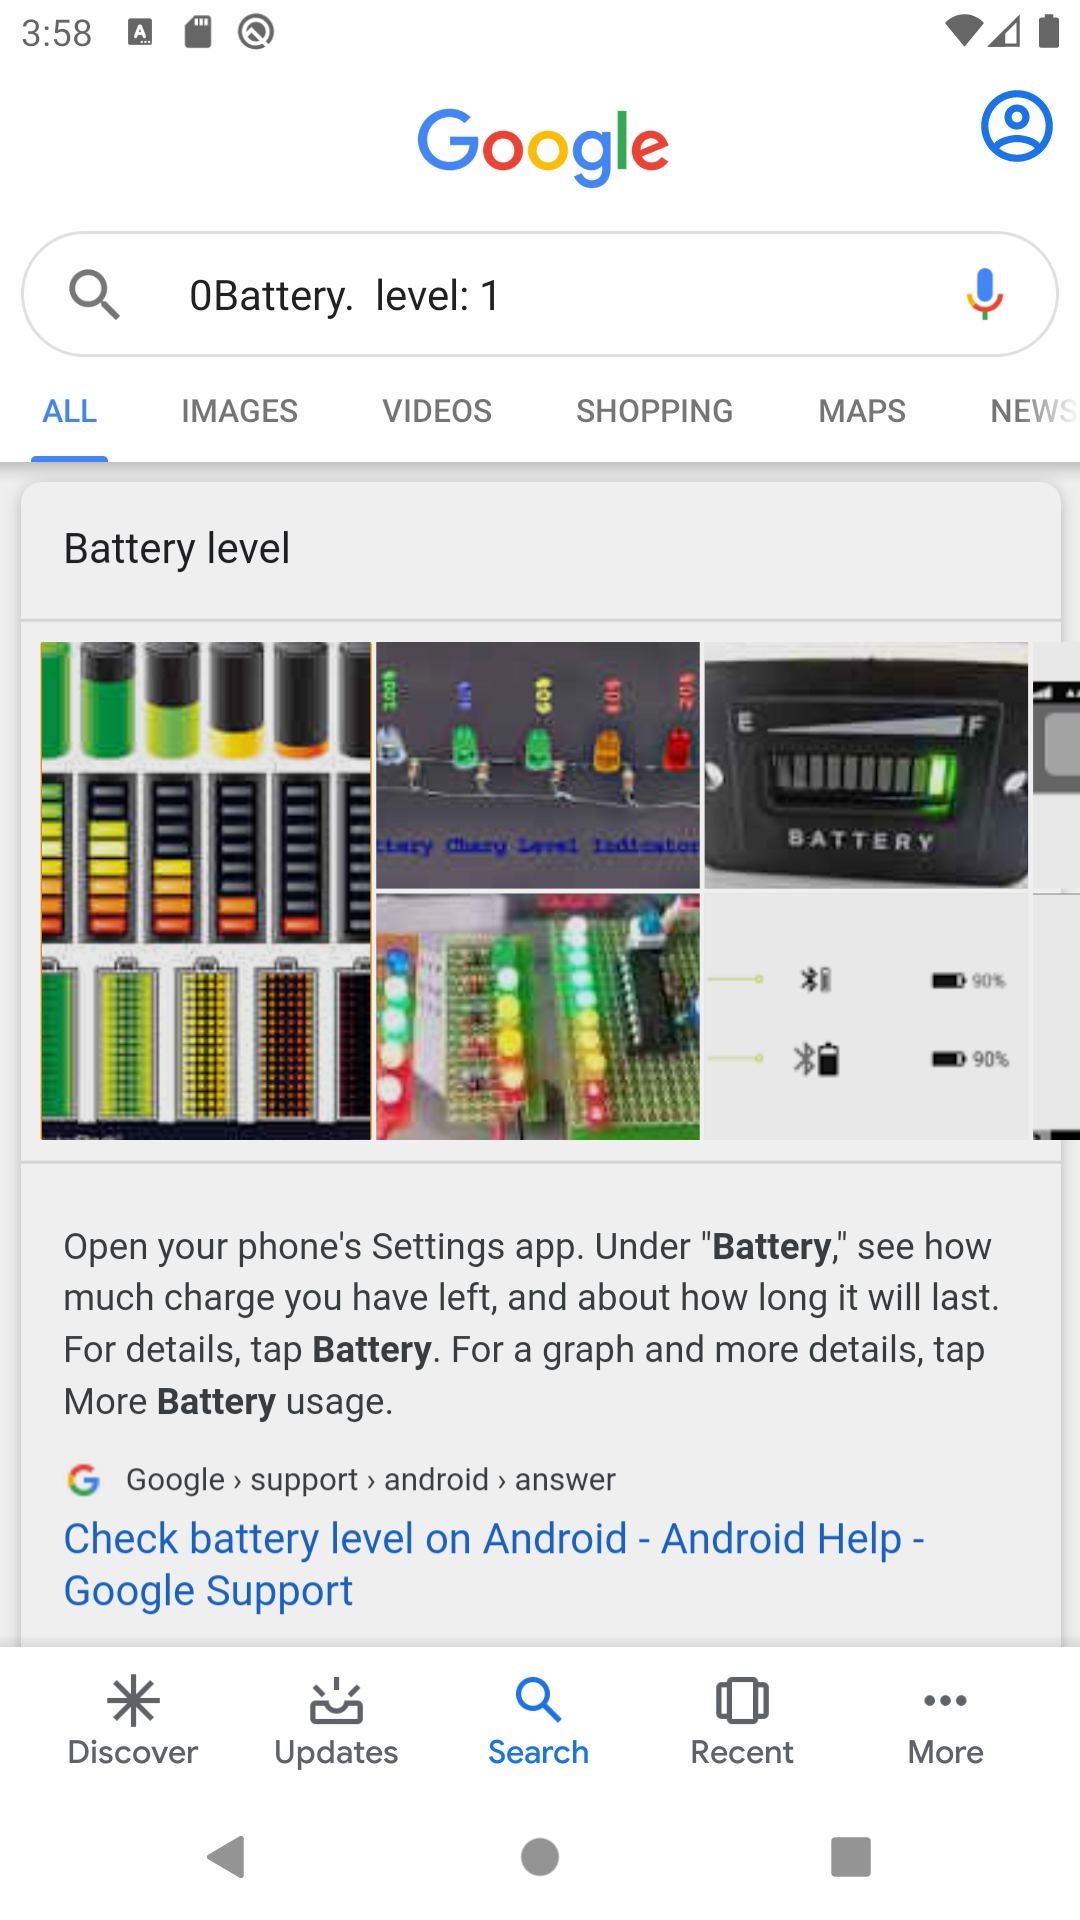 3:58
Google
0Battery.  level: 1
ALL IMAGES VIDEOS SHOPPING MAPS NEWS
Battery level
100% 60% 20%
E F
BATTERY
Charg Level Indicator
90%
90%
Open your phone's Settings app. Under "Battery," see how
much charge you have left, and about how long it will last.
For details, tap Battery. For a graph and more details, tap
More Battery usage.
Google › support › android › answer
Check battery level on Android - Android Help -
Google Support
Discover Updates Search Recent More